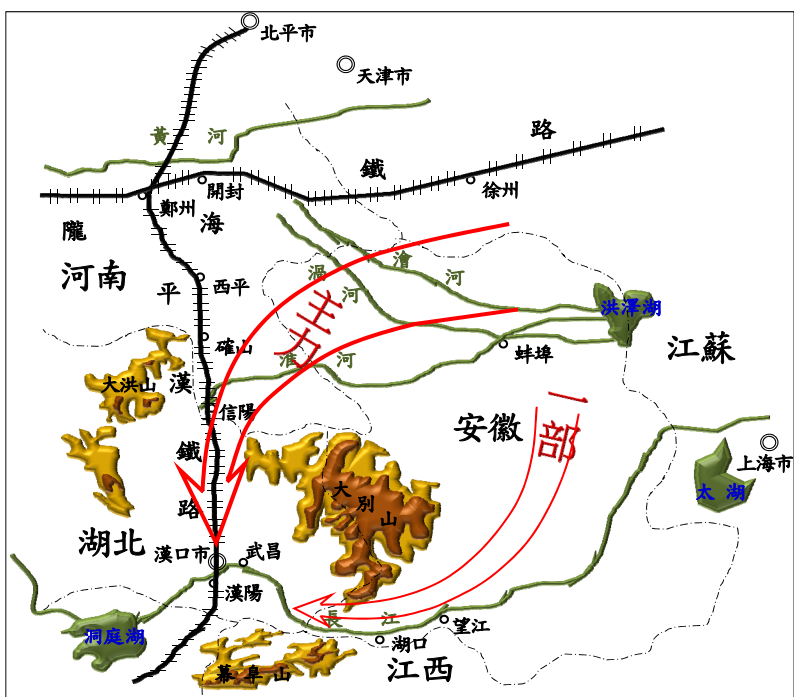 北平市
天津市
黃河
隴海鐵路
徐州
開封
鄭州
河南
平漢鐵路
西平
渦河
澮河
主力
洪澤湖
確山
淮河
蚌埠
江蘇
大洪山
信陽
一部
安徽
上海市
太湖
大別山
湖北
漢口市
武昌
漢陽
長江
望江
湖口
洞庭湖
幕阜山
江西